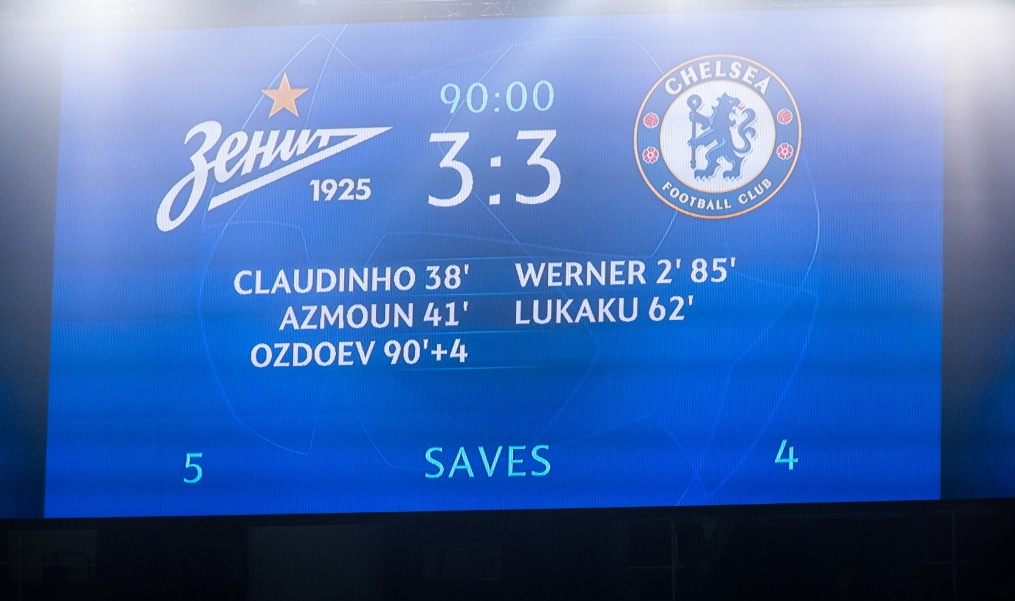 Зенит
1925
90:00
3:3
CHELSEA
FOOTBALL CLUB
CLAUDINHO 38'
AZMOUN 41'
OZDOEV 90'+4
WERNER 2' 85'
LUKAKU 62'
5 SAVES 4